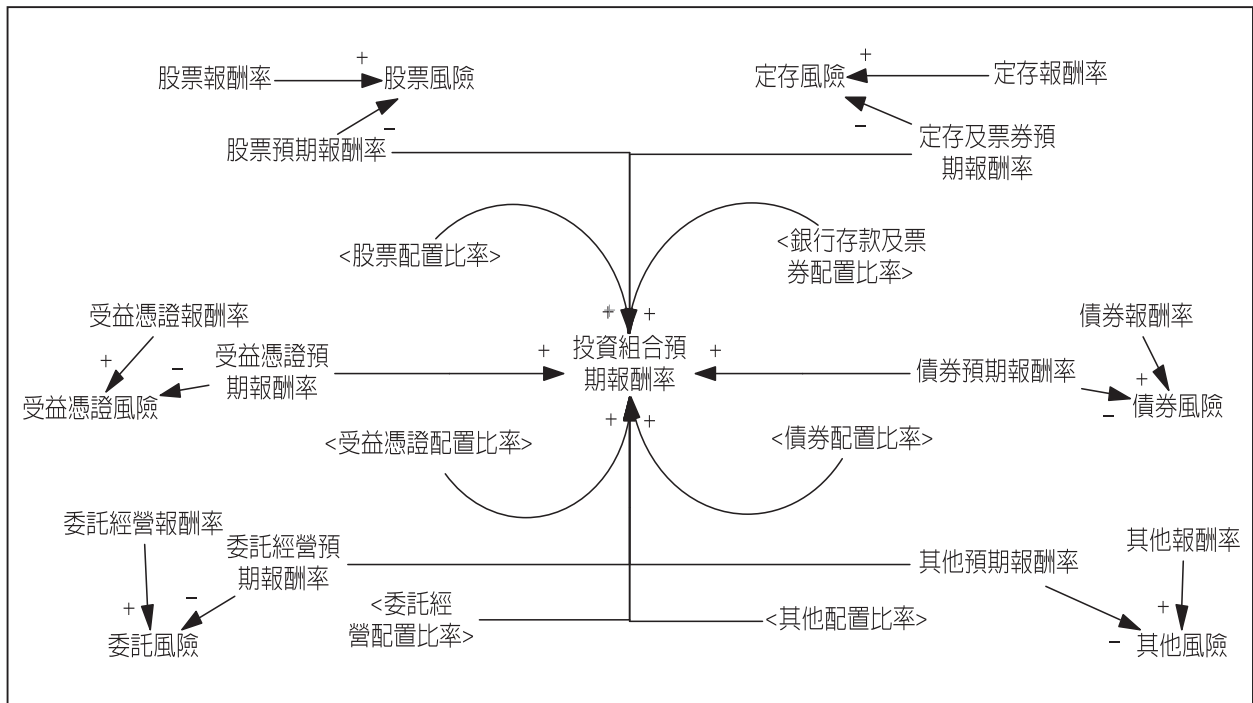 股票報酬率
+
股票風險
−
股票預期報酬率
定存風險
+
定存報酬率
−
定存及票券預
期報酬率
<股票配置比率>
<銀行存款及票
券配置比率>
受益憑證報酬率
+
−
受益憑證預
期報酬率
受益憑證風險
+
+
+
投資組合預
期報酬率
+
+
債券報酬率
債券預期報酬率
+
−
債券風險
<受益憑證配置比率>
+
+
<債券配置比率>
委託經營報酬率
委託經營預
期報酬率
+
−
委託風險
<委託經
營配置比率>
<其他配置比率>
其他預期報酬率
其他報酬率
+
−
其他風險